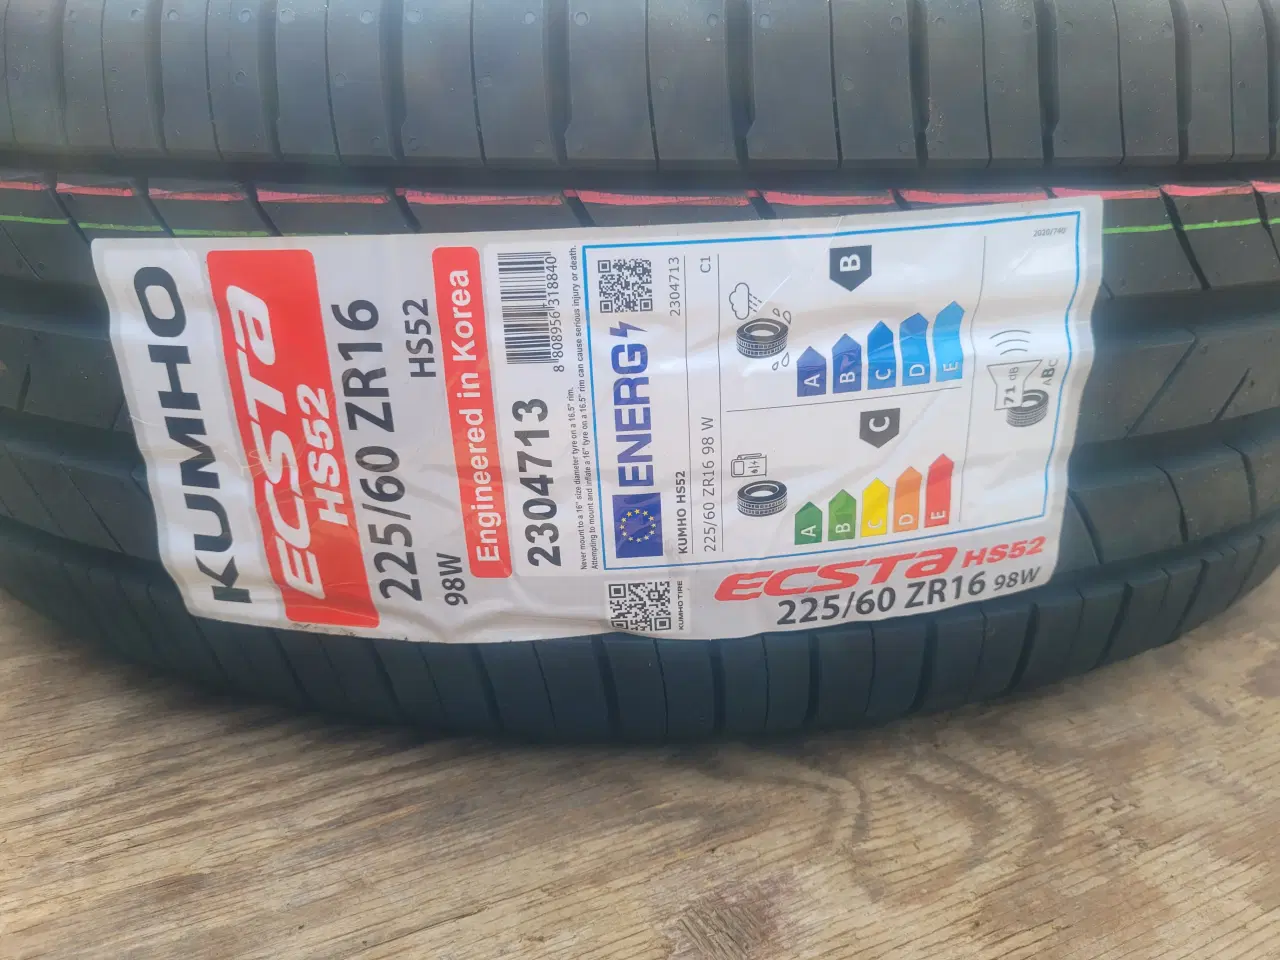 KUMHO
ECSTA
HS52
225/60 ZR16
98W HS52
Engineered in Korea
2304713
8 808956 318840
Never mount to a 16" size diameter tyre on a 16.5" rim.
Attempting to mount and inflate a 16" tyre on a 16.5" rim can cause serious injury or death.
ENERG
KUMHO HS52 2304713
225/60 ZR16 98 W C1
B
A
B
C
D
E
C
A
B
C
D
E
71 dB
ABC
2020/740
KUMHO TIRE
ECSTA HS52
225/60 ZR16 98W